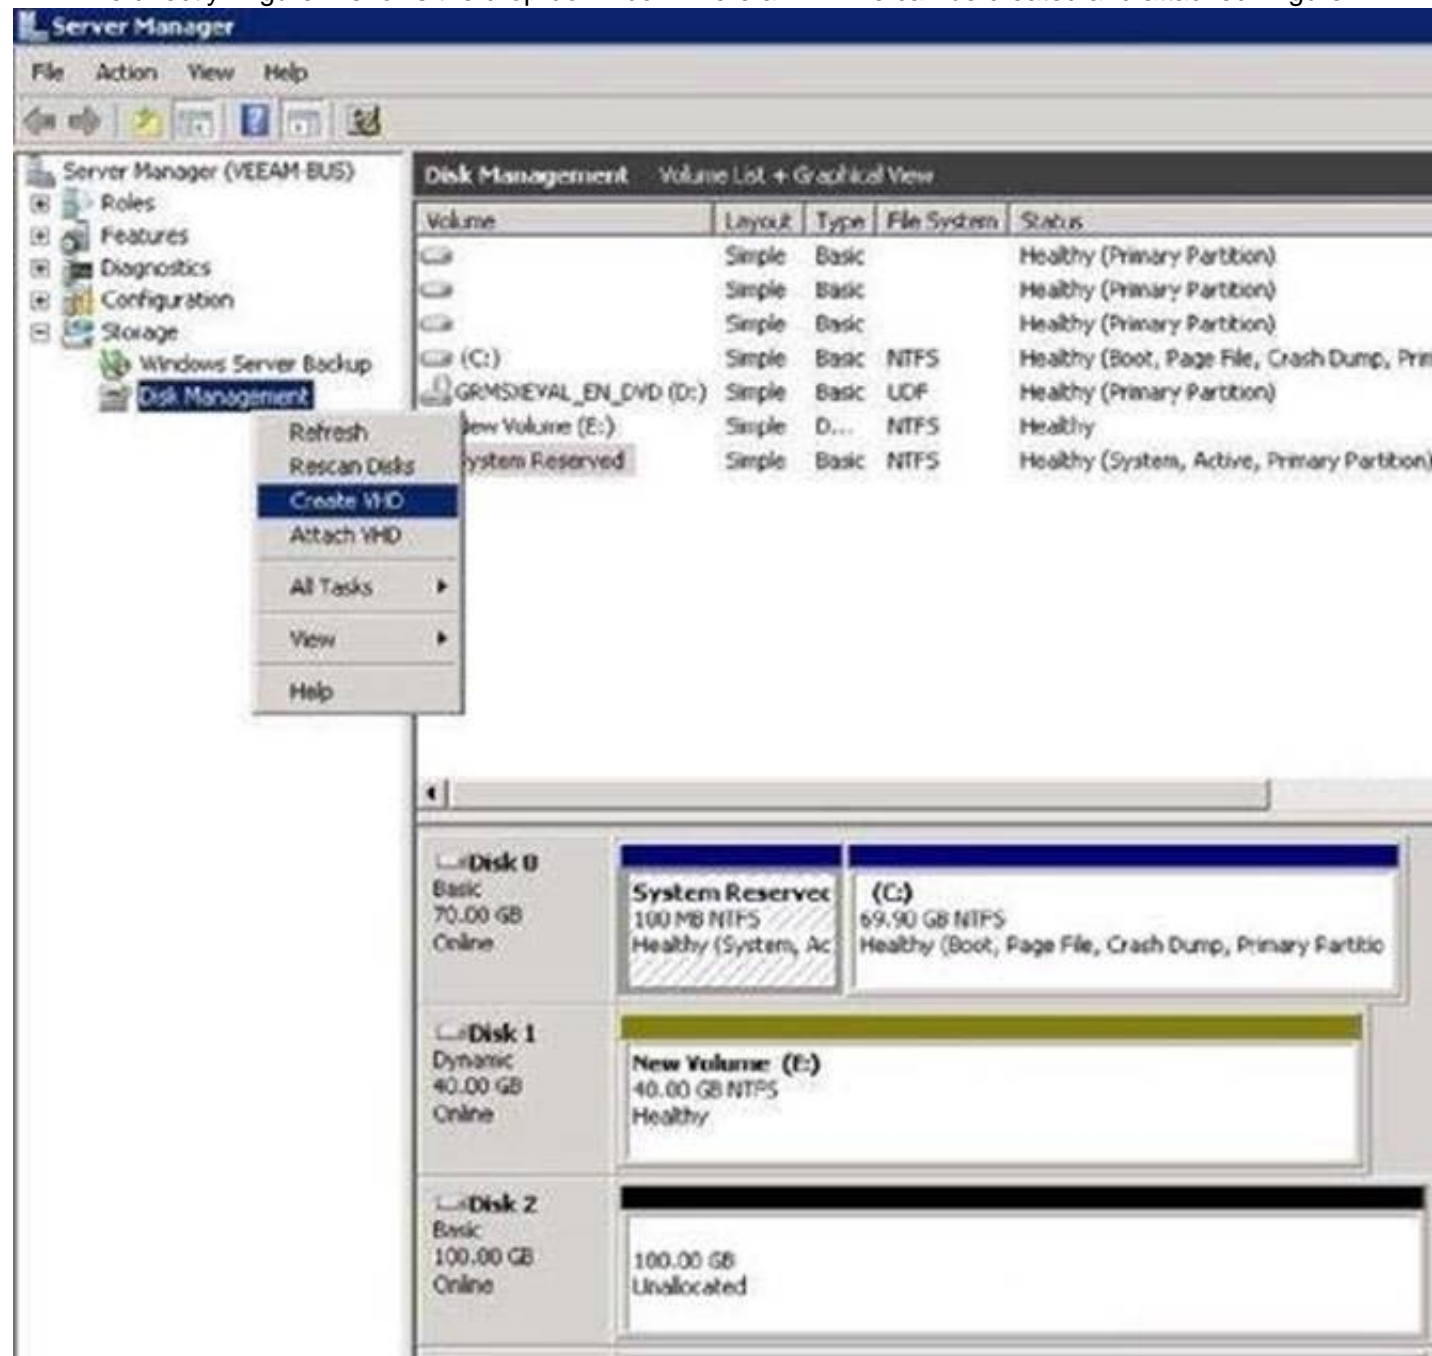 Server Manager
File Action View Help
Server Manager (VEEAM-BUS)
Roles
Features
Diagnostics
Configuration
Storage
Windows Server Backup
Disk Management
Refresh
Rescan Disks
Create VHD
Attach VHD
All Tasks
View
Help
Disk Management Volume List + Graphical View
Volume Layout Type File System Status
Simple Basic Healthy (Primary Partition)
Simple Basic Healthy (Primary Partition)
Simple Basic Healthy (Primary Partition)
(C:) Simple Basic NTFS Healthy (Boot, Page File, Crash Dump, Prim
GRMSXEVAL_EN_DVD (D:) Simple Basic UDF Healthy (Primary Partition)
New Volume (E:) Simple D... NTFS Healthy
ystem Reserved Simple Basic NTFS Healthy (System, Active, Primary Partition)
Disk 0
Basic
70.00 GB
Online
System Reservec
100 MB NTFS
Healthy (System, Ac
(C:)
69.90 GB NTFS
Healthy (Boot, Page File, Crash Dump, Primary Partitio
Disk 1
Dynamic
40.00 GB
Online
New Volume (E:)
40.00 GB NTFS
Healthy
Disk 2
Basic
100.00 GB
Online
100.00 GB
Unallocated